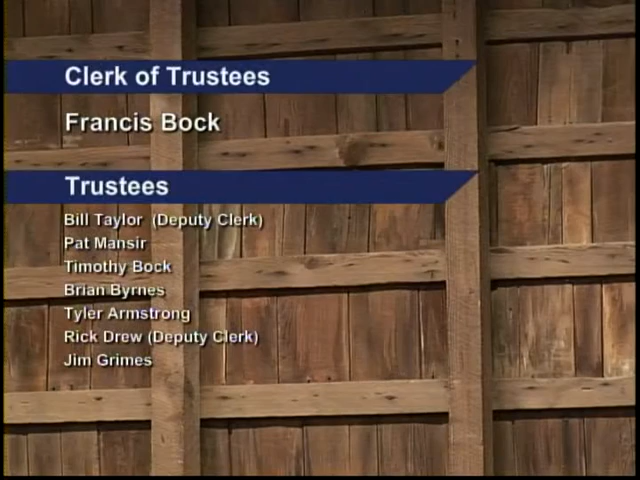 Clerk of Trustees
Francis Bock
Trustees
Bill Taylor (Deputy Clerk)
Pat Mansir
Timothy Bock
Brian Byrnes
Tyler Armstrong
Rick Drew (Deputy Clerk)
Jim Grimes